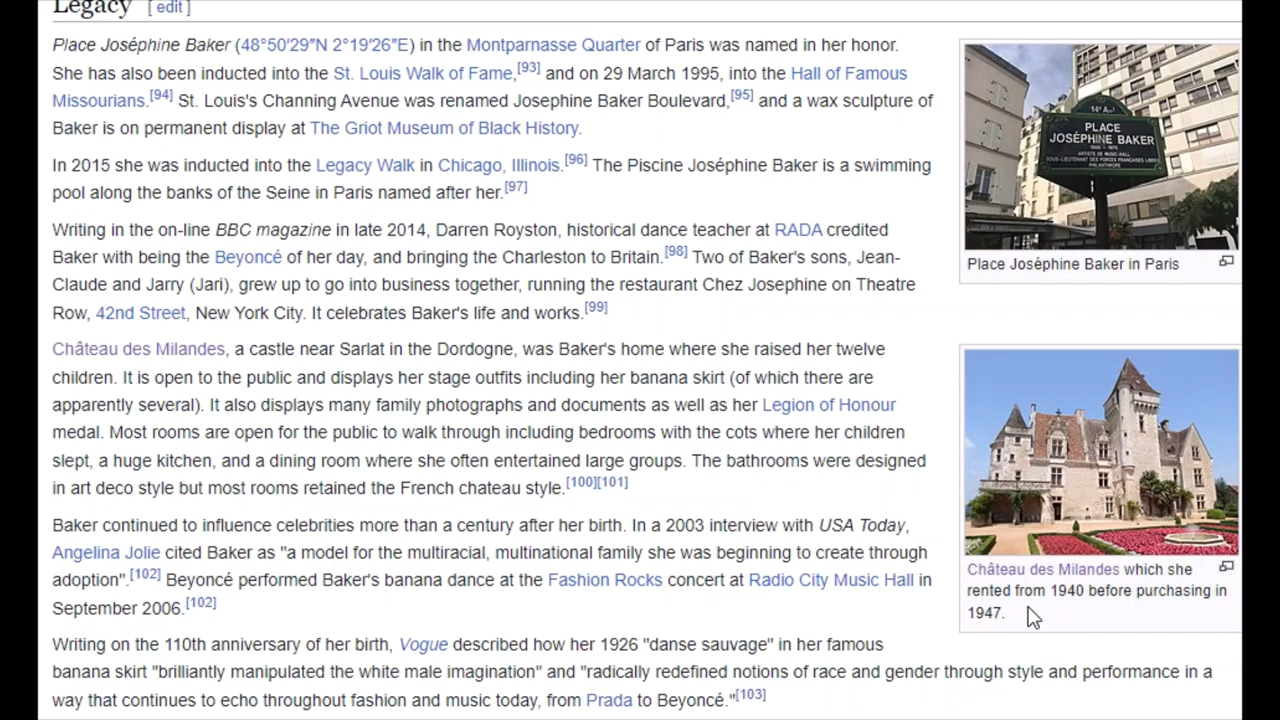 Legacy [ edit ]
Place Joséphine Baker (48°50′29″N 2°19′26″E) in the Montparnasse Quarter of Paris was named in her honor.
She has also been inducted into the St. Louis Walk of Fame,[93] and on 29 March 1995, into the Hall of Famous
Missourians.[94] St. Louis's Channing Avenue was renamed Josephine Baker Boulevard,[95] and a wax sculpture of
Baker is on permanent display at The Griot Museum of Black History.
In 2015 she was inducted into the Legacy Walk in Chicago, Illinois.[96] The Piscine Joséphine Baker is a swimming
pool along the banks of the Seine in Paris named after her.[97]
Writing in the on-line BBC magazine in late 2014, Darren Royston, historical dance teacher at RADA credited
Baker with being the Beyoncé of her day, and bringing the Charleston to Britain.[98] Two of Baker's sons, Jean-
Claude and Jarry (Jari), grew up to go into business together, running the restaurant Chez Josephine on Theatre
Row, 42nd Street, New York City. It celebrates Baker's life and works.[99]
Château des Milandes, a castle near Sarlat in the Dordogne, was Baker's home where she raised her twelve
children. It is open to the public and displays her stage outfits including her banana skirt (of which there are
apparently several). It also displays many family photographs and documents as well as her Legion of Honour
medal. Most rooms are open for the public to walk through including bedrooms with the cots where her children
slept, a huge kitchen, and a dining room where she often entertained large groups. The bathrooms were designed
in art deco style but most rooms retained the French chateau style.[100][101]
Baker continued to influence celebrities more than a century after her birth. In a 2003 interview with USA Today,
Angelina Jolie cited Baker as "a model for the multiracial, multinational family she was beginning to create through
adoption".[102] Beyoncé performed Baker's banana dance at the Fashion Rocks concert at Radio City Music Hall in
September 2006.[102]
Writing on the 110th anniversary of her birth, Vogue described how her 1926 "danse sauvage" in her famous
banana skirt "brilliantly manipulated the white male imagination" and "radically redefined notions of race and gender through style and performance in a
way that continues to echo throughout fashion and music today, from Prada to Beyoncé."[103]
14e Arrt
PLACE
JOSÉPHINE BAKER
1906 - 1975
ARTISTE DE MUSIC-HALL
SOUS-LIEUTENANT DES FORCES FRANÇAISES LIBRES
PHILANTHROPE
Place Joséphine Baker in Paris
Château des Milandes which she
rented from 1940 before purchasing in
1947.